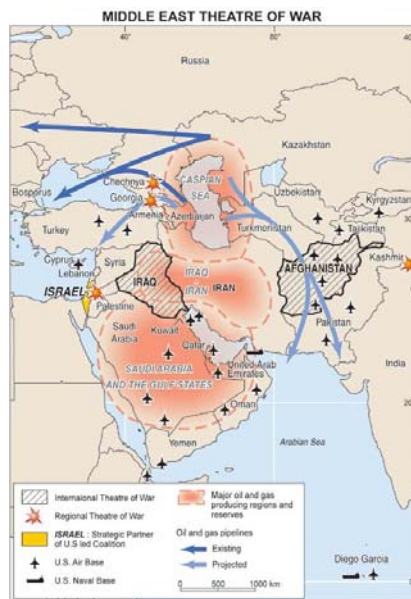 MIDDLE EAST THEATRE OF WAR
40°
60°
80°
Russia
Kazakhstan
Chechnya
CASPIAN
SEA
Bosporus
Georgia
Uzbekistan
Kyrgyzstan
Armenia
Azerbaijan
Turkmenistan
Tajikistan
Turkey
Cyprus
Lebanon
Syria
IRAQ
IRAQ
IRAN
IRAN
AFGHANISTAN
Kashmir
40
ISRAEL
Palestine
Saudi
Arabia
Kuwait
Pakistan
Qatar
India
SAUDI ARABIA
AND THE GULF STATES
United Arab
Emirates
Oman
20
Yemen
Arabian Sea
Internaional Theatre of War
Regional Theatre of War
ISRAEL : Strategic Partner
of U.S led Coalition
U.S. Air Base
U.S. Naval Base
Major oil and gas
producing regions and
reserves
Oil and gas pipelines
Existing
Projected
0 500 1000 km
Diego Garcia